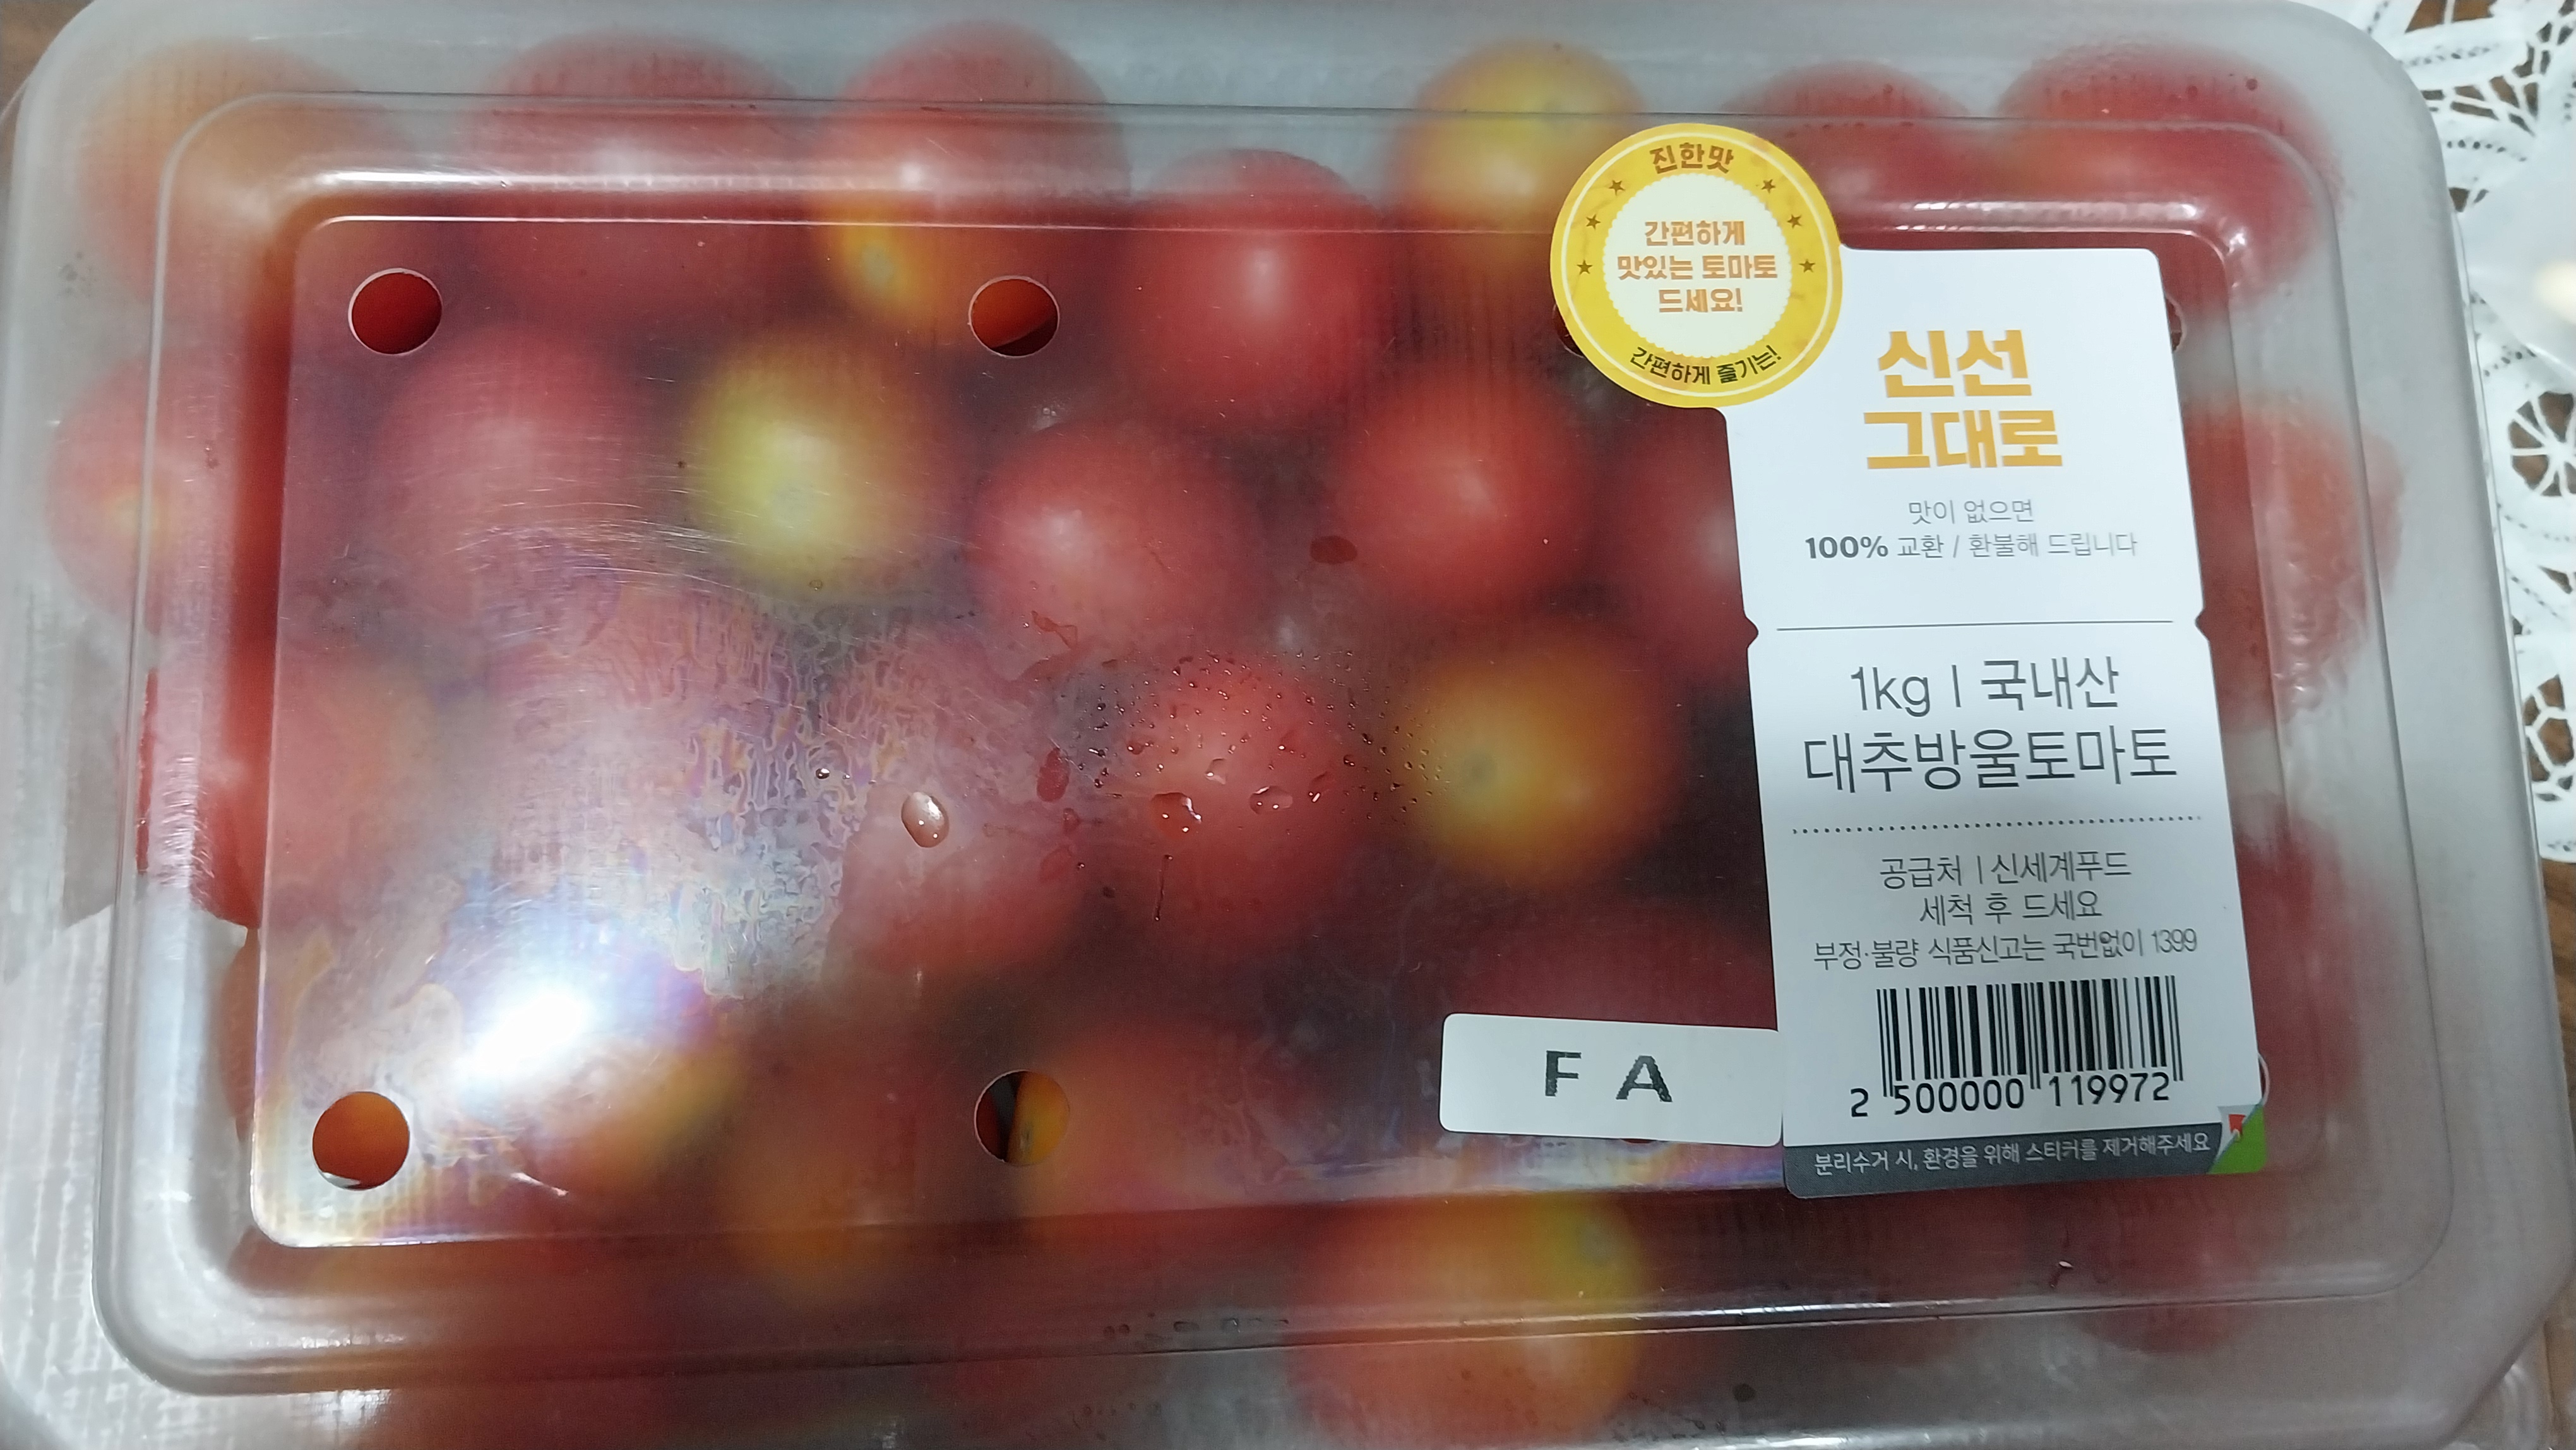 진한맛
간편하게
맛있는 토마토
드세요!
간편하게 즐기는!
신선
그대로
맛이 없으면
100% 교환 / 환불해 드립니다
1kg | 국내산
대추방울토마토
공급처 | 신세계푸드
세척 후 드세요
부정·불량 식품신고는 국번없이 1399
F A
2 500000 119972
분리수거 시, 환경을 위해 스티커를 제거해주세요